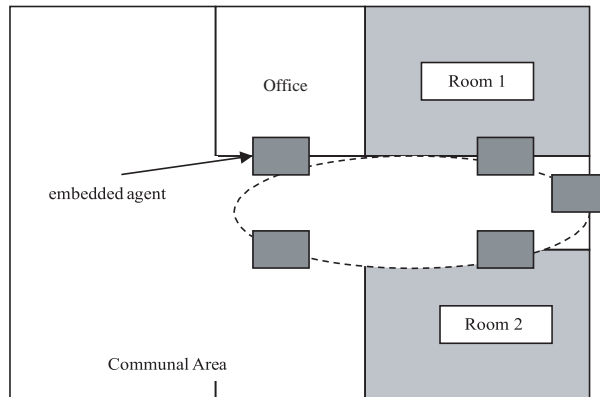 Office
Room 1
embedded agent
Room 2
Communal Area